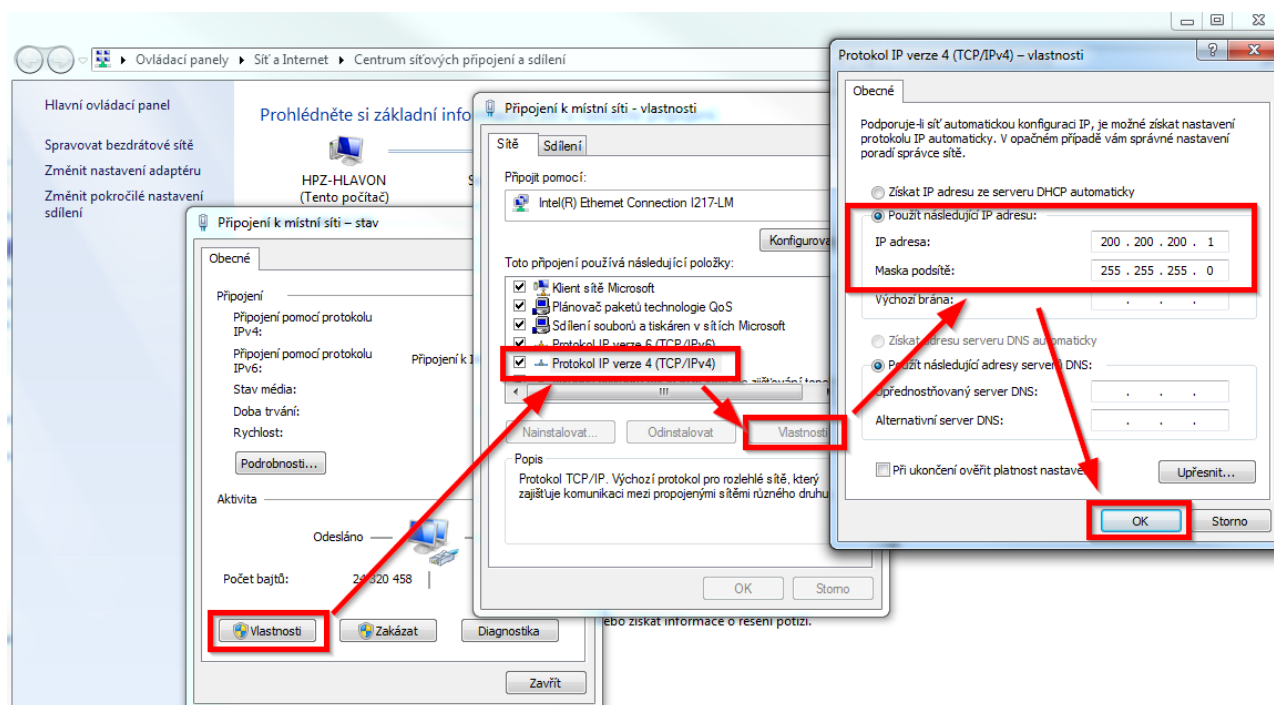 Ovládací panely ▸ Síť a Internet ▸ Centrum síťových připojení a sdílení
Hlavní ovládací panel
Spravovat bezdrátové sítě
Změnit nastavení adaptéru
Změnit pokročilé nastavení
sdílení
Prohlédněte si základní
HPZ-HLAVON
(Tento počítač)
Připojení k místní síti – stav
Obecné
Připojení
Připojení pomocí protokolu
IPv4:
Připojení pomocí protokolu
IPv6:
Připojení k
Stav média:
Doba trvání:
Rychlost:
Podrobnosti...
Aktivita
Odesláno
Počet bajtů:
24 320 458
Vlastnosti
Zakázat
Diagnostika
Zavřít
Připojení k místní síti - vlastnosti
Sítě
Sdílení
Připojit pomocí:
Intel(R) Ethernet Connection I217-LM
Toto připojení používá následující položky:
Klient sítě Microsoft
Plánovač paketů technologie QoS
Sdílení souborů a tiskáren v sítích Microsoft
Protokol IP verze 6 (TCP/IPv6)
Protokol IP verze 4 (TCP/IPv4)
Nainstalovat...
Odinstalovat
Vlastnosti
Popis
Protokol TCP/IP. Výchozí protokol pro rozlehlé sítě, který
zajišťuje komunikaci mezi propojenými sítěmi různého druhu
OK
Storno
získat informace o řešení potíží.
Protokol IP verze 4 (TCP/IPv4) – vlastnosti
Obecné
Podporuje-li síť automatickou konfiguraci IP, je možné získat nastavení
protokolu IP automaticky. V opačném případě vám správné nastavení
poradí správce sítě.
Získat IP adresu ze serveru DHCP automaticky
Použít následující IP adresu:
IP adresa:
200 . 200 . 200 . 1
Maska podsítě:
255 . 255 . 255 . 0
Výchozí brána:
. . .
Získat adresu serveru DNS automaticky
Použít následující adresy serverů DNS:
Upřednostňovaný server DNS:
. . .
Alternativní server DNS:
. . .
Při ukončení ověřit platnost
Upřesnit...
OK
Storno